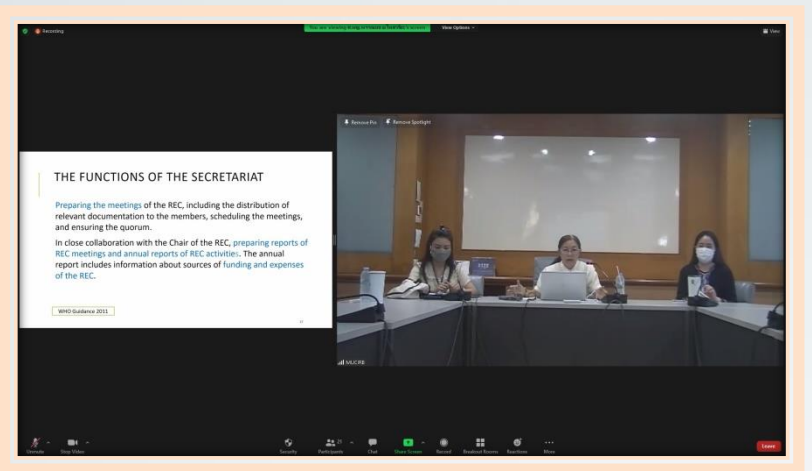 Recording
View Options
View
Remove Pin
Remove Spotlight
THE FUNCTIONS OF THE SECRETARIAT
Preparing the meetings of the REC, including the distribution of
relevant documentation to the members, scheduling the meetings,
and ensuring the quorum.
In close collaboration with the Chair of the REC, preparing reports of
REC meetings and annual reports of REC activities. The annual
report includes information about sources of funding and expenses
of the REC.
WHO Guidance 2011
MUCIRB
Unmute
Stop Video
Security
Participants
21
Chat
Share Screen
Record
Breakout Rooms
Reactions
More
Leave